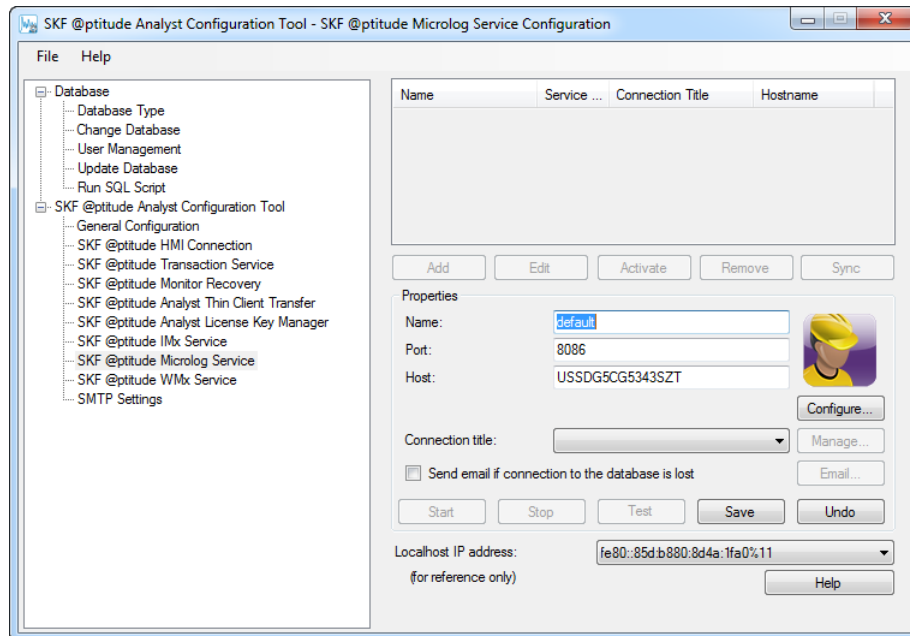 SKF @ptitude Analyst Configuration Tool - SKF @ptitude Microlog Service Configuration
File Help
Database
Database Type
Change Database
User Management
Update Database
Run SQL Script
SKF @ptitude Analyst Configuration Tool
General Configuration
SKF @ptitude HMI Connection
SKF @ptitude Transaction Service
SKF @ptitude Monitor Recovery
SKF @ptitude Analyst Thin Client Transfer
SKF @ptitude Analyst License Key Manager
SKF @ptitude IMx Service
SKF @ptitude Microlog Service
SKF @ptitude WMx Service
SMTP Settings
Name Service ... Connection Title Hostname
Add Edit Activate Remove Sync
Properties
Name: default
Port: 8086
Host: USSDG5CG5343SZT
Configure...
Connection title: Manage...
Send email if connection to the database is lost Email...
Start Stop Test Save Undo
Localhost IP address: fe80::85d:b880:8d4a:1fa0%11
(for reference only) Help